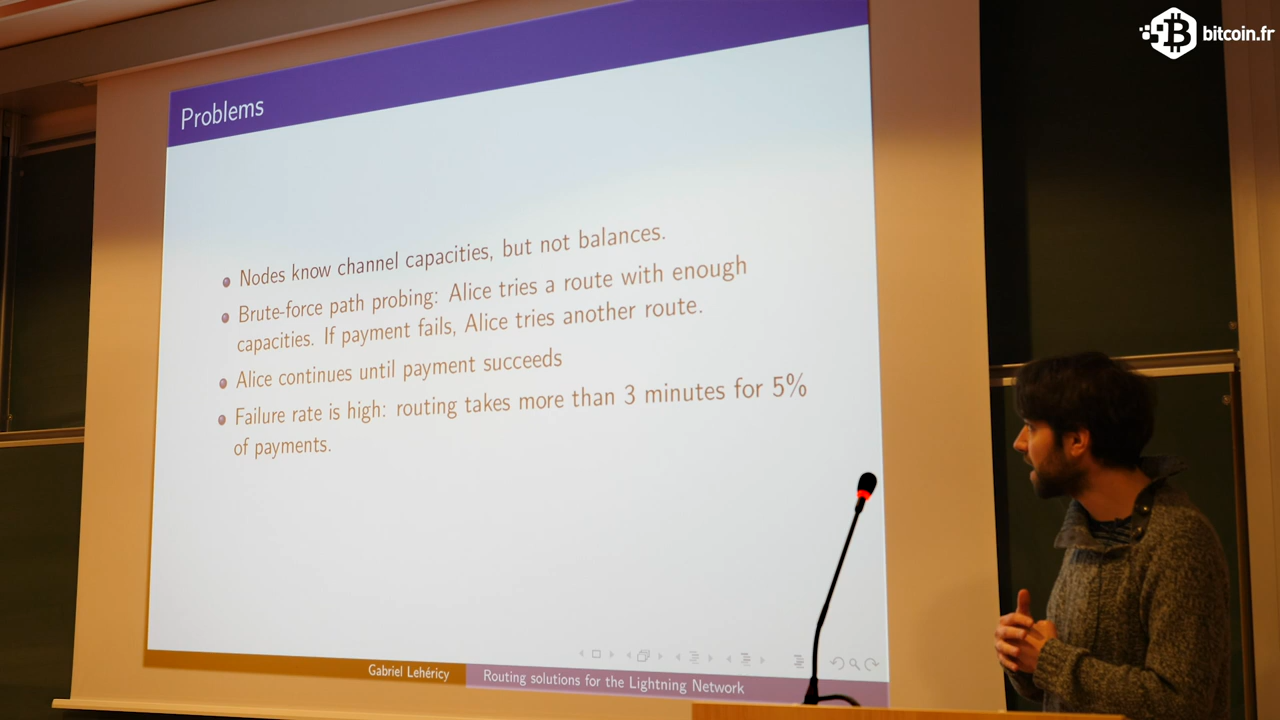 bitcoin.fr
Problems
Nodes know channel capacities, but not balances.
Brute-force path probing: Alice tries a route with enough
capacities. If payment fails, Alice tries another route.
Alice continues until payment succeeds
Failure rate is high: routing takes more than 3 minutes for 5%
of payments.
Gabriel Lehéricy
Routing solutions for the Lightning Network